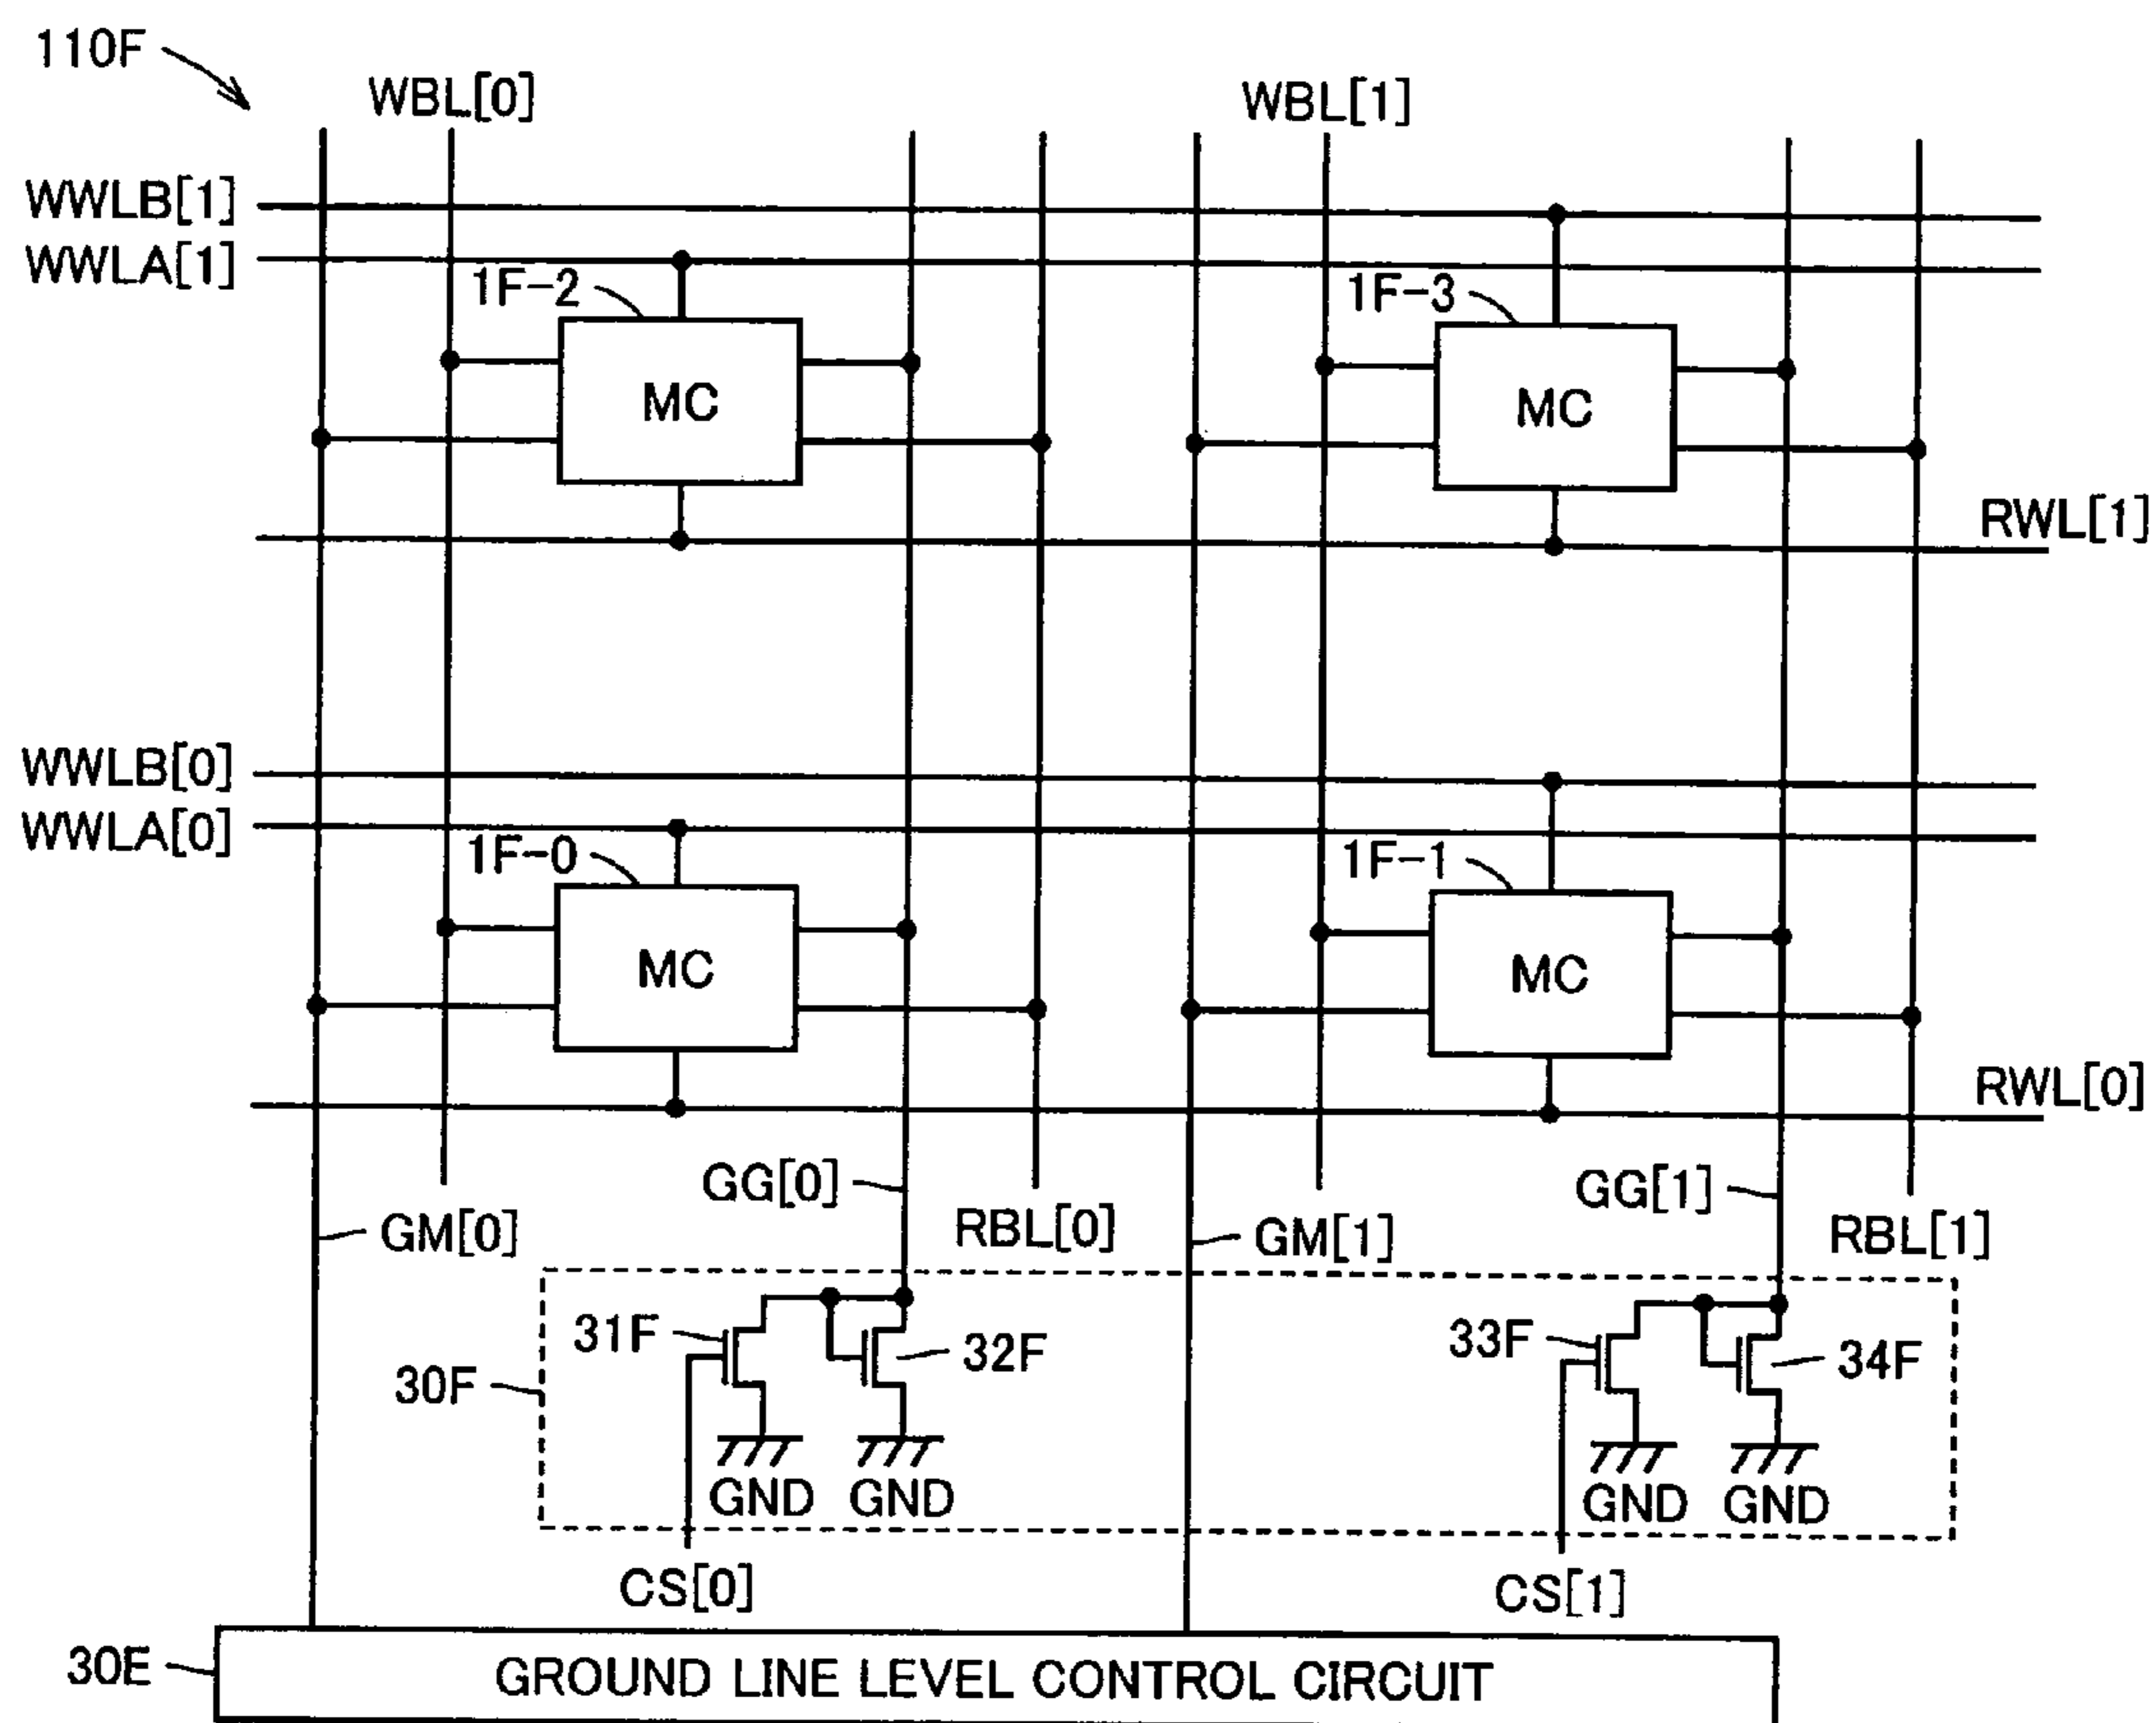 110F
WBL[0]
WBL[1]
WWLB[1]
WWLA[1]
1F-2
1F-3
MC
MC
RWL[1]
WWLB[0]
WWLA[0]
1F-0
1F-1
MC
MC
RWL[0]
GG[0]
GG[1]
GM[0]
RBL[0]
GM[1]
RBL[1]
31F
32F
33F
34F
30F
GND GND
GND GND
CS[0]
CS[1]
30E
GROUND LINE LEVEL CONTROL CIRCUIT